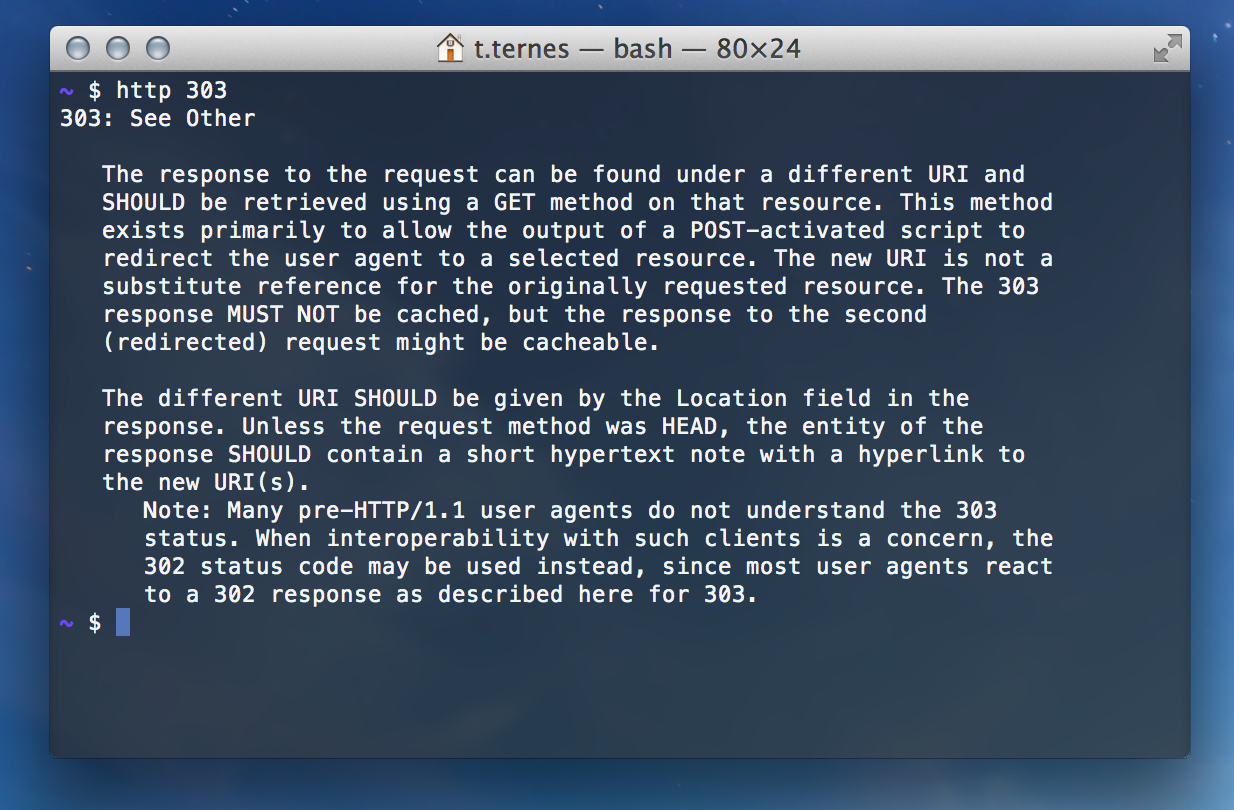 t.ternes — bash — 80×24
~ $ http 303
303: See Other
The response to the request can be found under a different URI and
SHOULD be retrieved using a GET method on that resource. This method
exists primarily to allow the output of a POST-activated script to
redirect the user agent to a selected resource. The new URI is not a
substitute reference for the originally requested resource. The 303
response MUST NOT be cached, but the response to the second
(redirected) request might be cacheable.
The different URI SHOULD be given by the Location field in the
response. Unless the request method was HEAD, the entity of the
response SHOULD contain a short hypertext note with a hyperlink to
the new URI(s).
Note: Many pre-HTTP/1.1 user agents do not understand the 303
status. When interoperability with such clients is a concern, the
302 status code may be used instead, since most user agents react
to a 302 response as described here for 303.
~ $